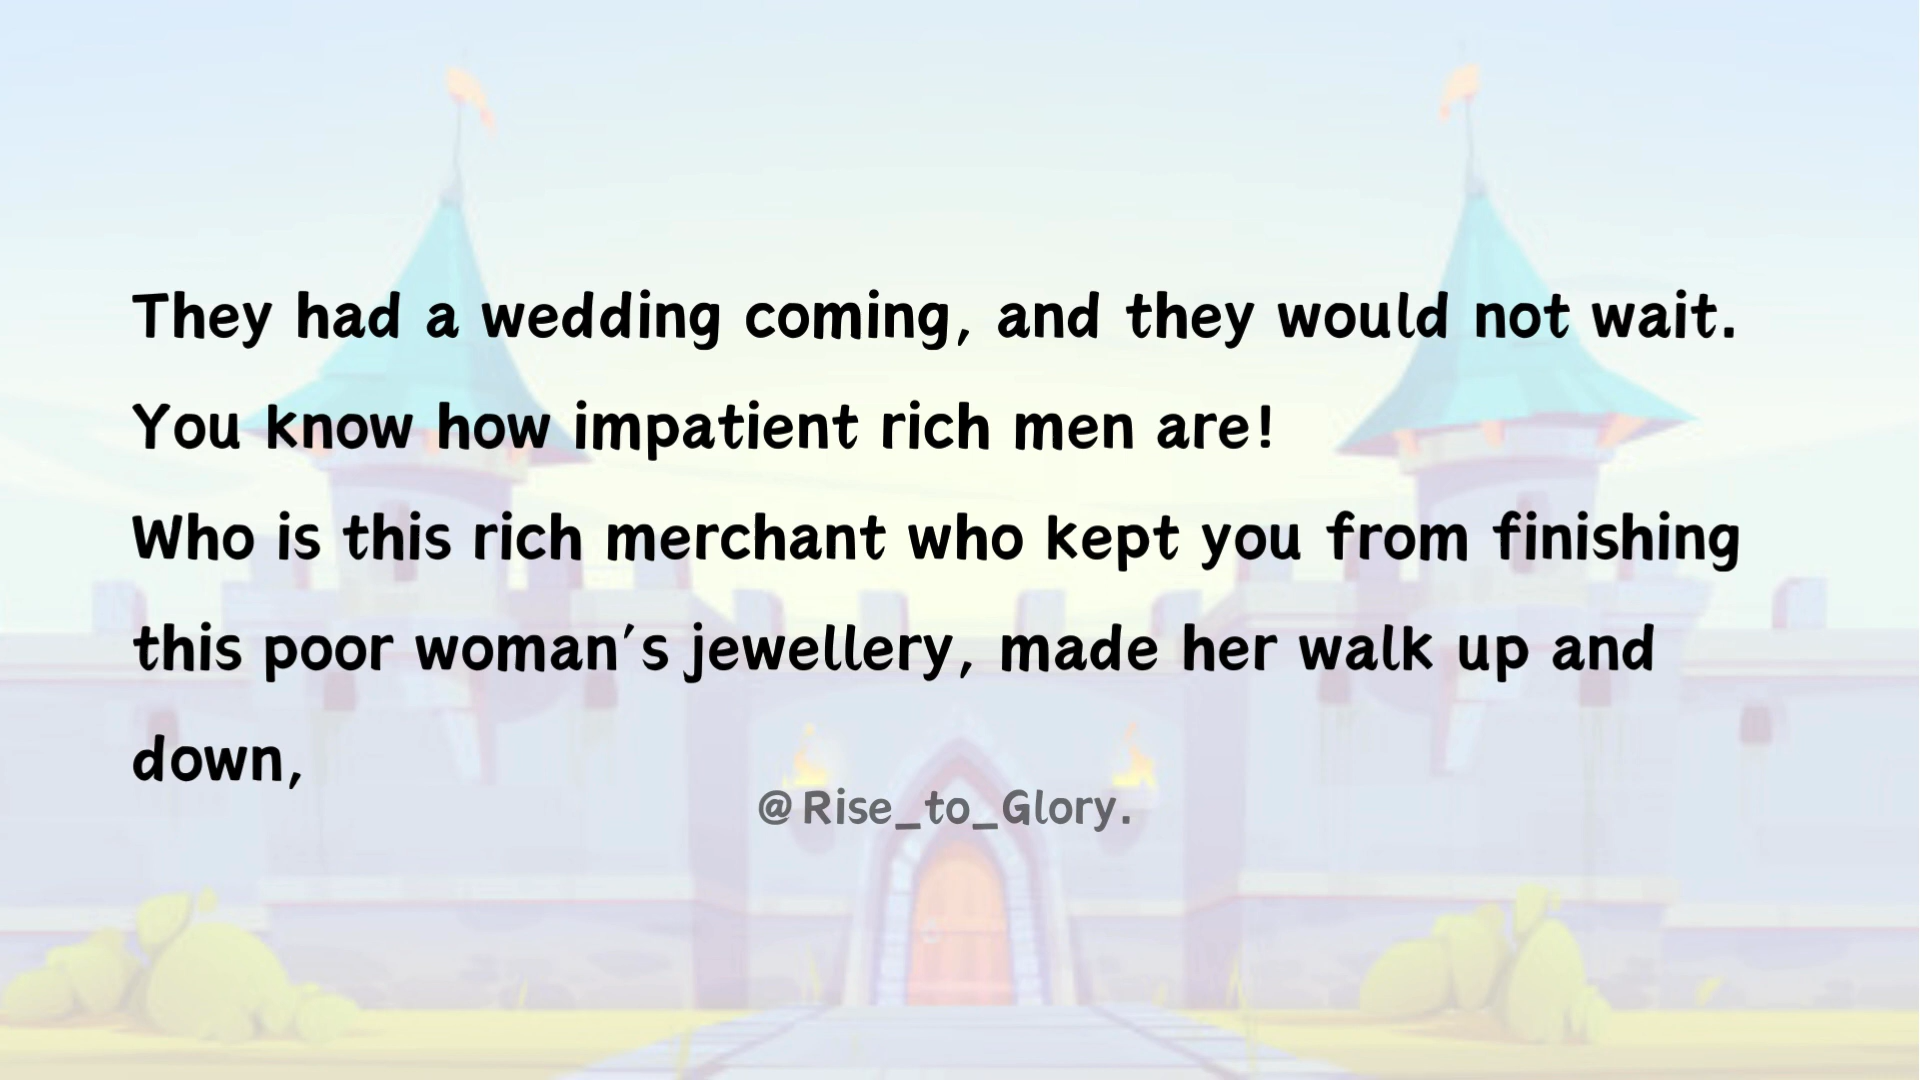 They had a wedding coming, and they would not wait.
You know how impatient rich men are!
Who is this rich merchant who kept you from finishing
this poor woman's jewellery, made her walk up and
down,
@Rise_to_Glory.